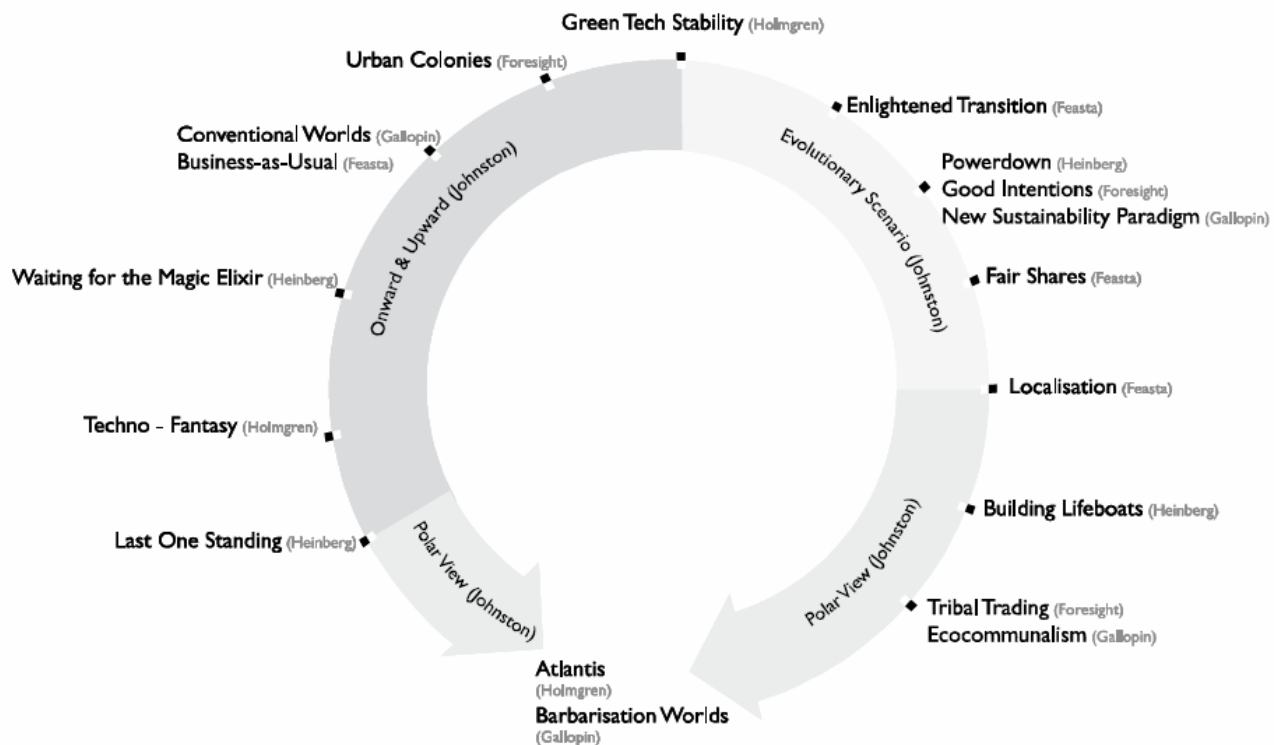 Green Tech Stability (Holmgren)
Urban Colonies (Foresight)
Enlightened Transition (Feasta)
Conventional Worlds (Gallopin)
Business-as-Usual (Feasta)
Onward & Upward (Johnston)
Evolutionary Scenario (Johnston)
Powerdown (Heinberg)
Good Intentions (Foresight)
New Sustainability Paradigm (Gallopin)
Waiting for the Magic Elixir (Heinberg)
Fair Shares (Feasta)
Localisation (Feasta)
Techno - Fantasy (Holmgren)
Building Lifeboats (Heinberg)
Last One Standing (Heinberg)
Polar View (Johnston)
Polar View (Johnston)
Tribal Trading (Foresight)
Ecocommunalism (Gallopin)
Atlantis
(Holmgren)
Barbarisation Worlds
(Gallopin)